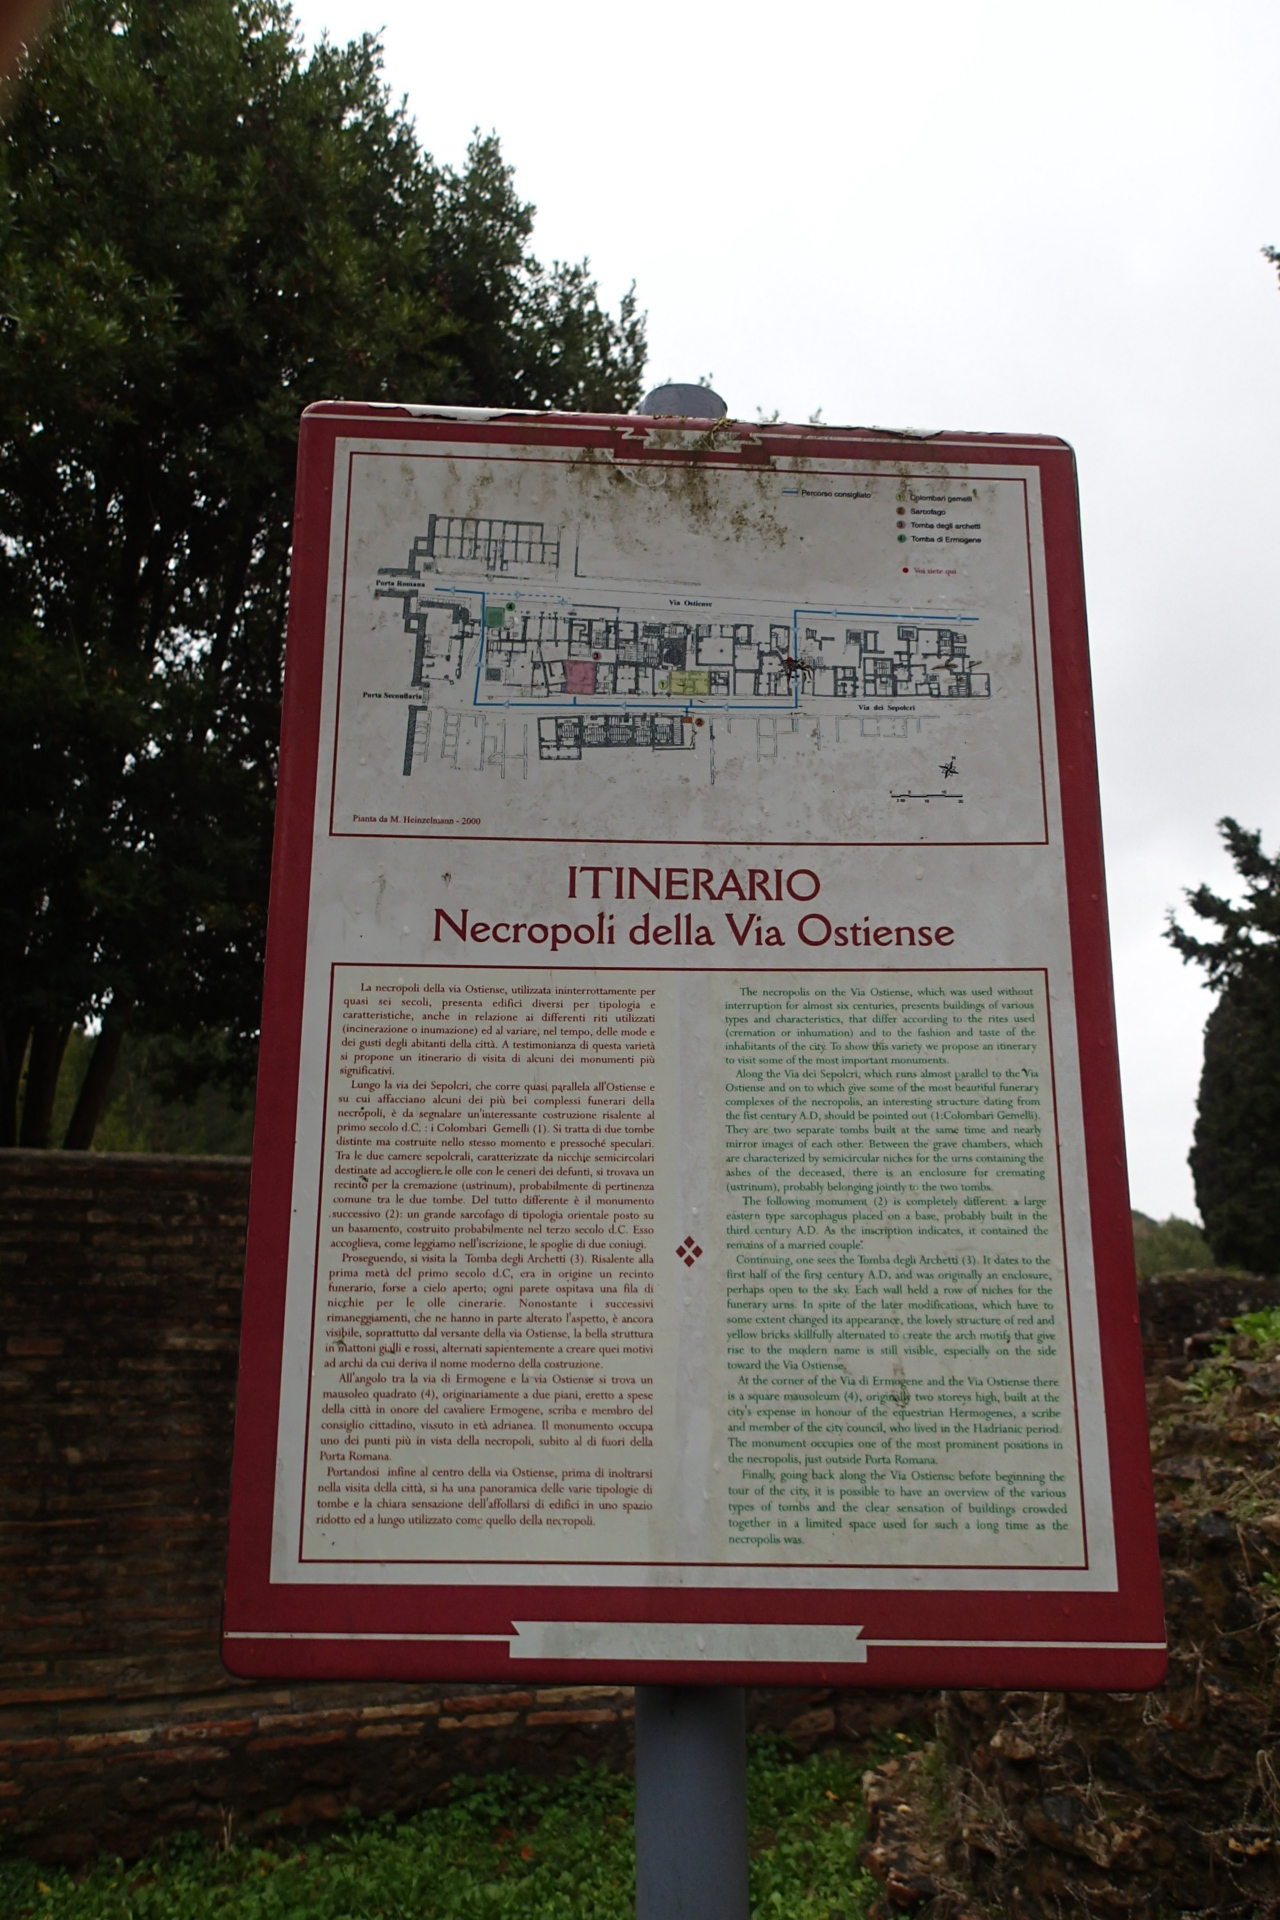 Percorso consigliato
1 Colombari gemelli
2 Sarcofago
3 Tomba degli archetti
4 Tomba di Ermogene
Voi siete qui
Porta Romana
4
Via Ostiense
3
1
Porta Secondaria
2
Via dei Sepolcri
Pianta da M. Heinzelmann - 2000
ITINERARIO
Necropoli della Via Ostiense
La necropoli della via Ostiense, utilizzata ininterrottamente per
quasi sei secoli, presenta edifici diversi per tipologia e
caratteristiche, anche in relazione ai differenti riti utilizzati
(incinerazione o inumazione) ed al variare, nel tempo, delle mode e
dei gusti degli abitanti della città. A testimonianza di questa varietà
si propone un itinerario di visita di alcuni dei monumenti più
significativi.
Lungo la via dei Sepolcri, che corre quasi parallela all'Ostiense e
su cui affacciano alcuni dei più bei complessi funerari della
necropoli, è da segnalare un'interessante costruzione risalente al
primo secolo d.C. : i Colombari Gemelli (1). Si tratta di due tombe
distinte ma costruite nello stesso momento e pressoché speculari.
Tra le due camere sepolcrali, caratterizzate da nicchie semicircolari
destinate ad accogliere le olle con le ceneri dei defunti, si trovava un
recinto per la cremazione (ustrinum), probabilmente di pertinenza
comune tra le due tombe. Del tutto differente è il monumento
successivo (2): un grande sarcofago di tipologia orientale posto su
un basamento, costruito probabilmente nel terzo secolo d.C. Esso
accoglieva, come leggiamo nell'iscrizione, le spoglie di due coniugi.
Proseguendo, si visita la Tomba degli Archetti (3). Risalente alla
prima metà del primo secolo d.C, era in origine un recinto
funerario, forse a cielo aperto; ogni parete ospitava una fila di
nicchie per le olle cinerarie. Nonostante i successivi
rimaneggiamenti, che ne hanno in parte alterato l'aspetto, è ancora
visibile, soprattutto dal versante della via Ostiense, la bella struttura
in mattoni gialli e rossi, alternati sapientemente a creare quei motivi
ad archi da cui deriva il nome moderno della costruzione.
All'angolo tra la via di Ermogene e la via Ostiense si trova un
mausoleo quadrato (4), originariamente a due piani, eretto a spese
della città in onore del cavaliere Ermogene, scriba e membro del
consiglio cittadino, vissuto in età adrianea. Il monumento occupa
uno dei punti più in vista della necropoli, subito al di fuori della
Porta Romana.
Portandosi infine al centro della via Ostiense, prima di inoltrarsi
nella visita della città, si ha una panoramica delle varie tipologie di
tombe e la chiara sensazione dell'affollarsi di edifici in uno spazio
ridotto ed a lungo utilizzato come quello della necropoli.
The necropolis on the Via Ostiense, which was used without
interruption for almost six centuries, presents buildings of various
types and characteristics, that differ according to the rites used
(cremation or inhumation) and to the fashion and taste of the
inhabitants of the city. To show this variety we propose an itinerary
to visit some of the most important monuments.
Along the Via dei Sepolcri, which runs almost parallel to the Via
Ostiense and on to which give some of the most beautiful funerary
complexes of the necropolis, an interesting structure dating from
the fist century A.D, should be pointed out (1:Colombari Gemelli).
They are two separate tombs built at the same time and nearly
mirror images of each other. Between the grave chambers, which
are characterized by semicircular niches for the urns containing the
ashes of the deceased, there is an enclosure for cremating
(ustrinum), probably belonging jointly to the two tombs.
The following monument (2) is completely different: a large
eastern type sarcophagus placed on a base, probably built in the
third century A.D. As the inscription indicates, it contained the
remains of a married couple.
Continuing, one sees the Tomba degli Archetti (3). It dates to the
first half of the first century A.D. and was originally an enclosure,
perhaps open to the sky. Each wall held a row of niches for the
funerary urns. In spite of the later modifications, which have to
some extent changed its appearance, the lovely structure of red and
yellow bricks skillfully alternated to create the arch motifs that give
rise to the modern name is still visible, especially on the side
toward the Via Ostiense.
At the corner of the Via di Ermogene and the Via Ostiense there
is a square mausoleum (4), originally two storeys high, built at the
city's expense in honour of the equestrian Hermogenes, a scribe
and member of the city council, who lived in the Hadrianic period.
The monument occupies one of the most prominent positions in
the necropolis, just outside Porta Romana.
Finally, going back along the Via Ostiense before beginning the
tour of the city, it is possible to have an overview of the various
types of tombs and the clear sensation of buildings crowded
together in a limited space used for such a long time as the
necropolis was.